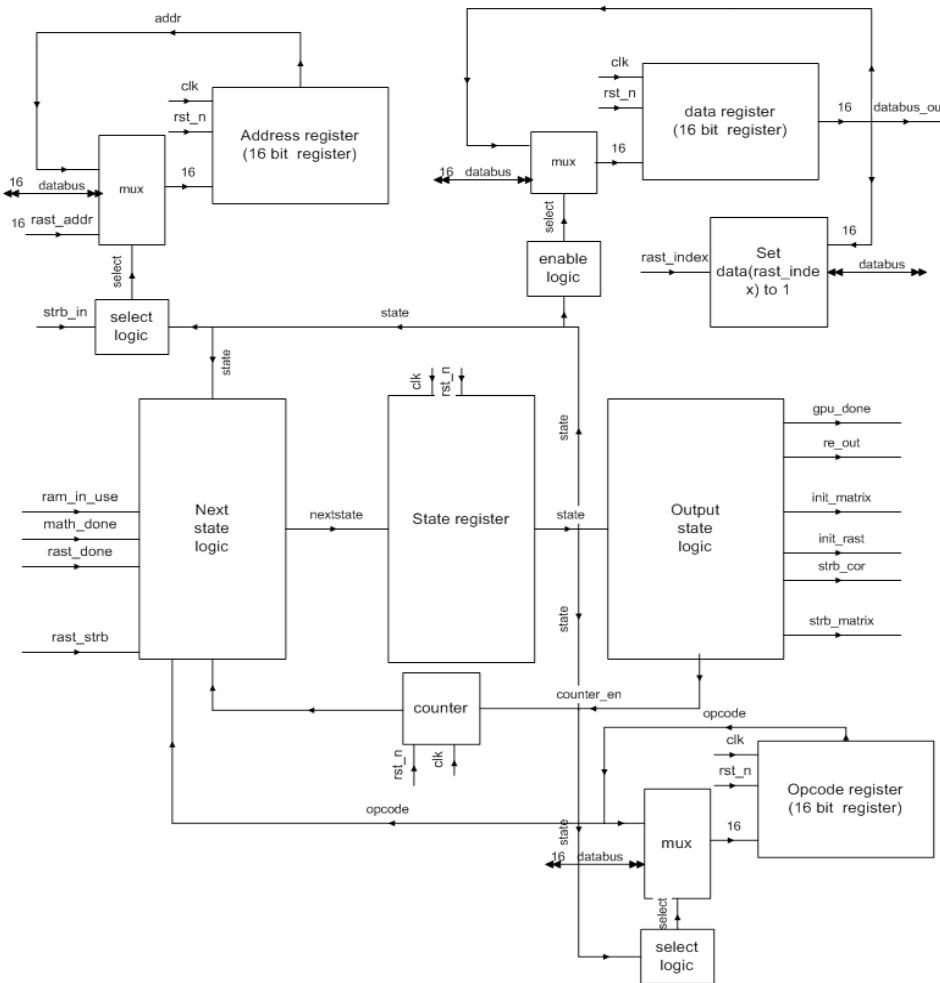 addr
clk
rst_n
Address register
(16 bit register)
mux
16
16
databus
16
rast_addr
select
strb_in
select
logic
clk
rst_n
data register
(16 bit register)
16
databus_ou
mux
16
16
databus
select
enable
logic
16
rast_index
Set
data(rast_inde
x) to 1
databus
state
state
clk
rst_n
state
ram_in_use
math_done
rast_done
rast_strb
Next
state
logic
nextstate
State register
state
Output
state
logic
gpu_done
re_out
init_matrix
init_rast
strb_cor
strb_matrix
state
counter
counter_en
rst_n
clk
opcode
opcode
clk
rst_n
Opcode register
(16 bit register)
state
mux
16
16
databus
select
select
logic